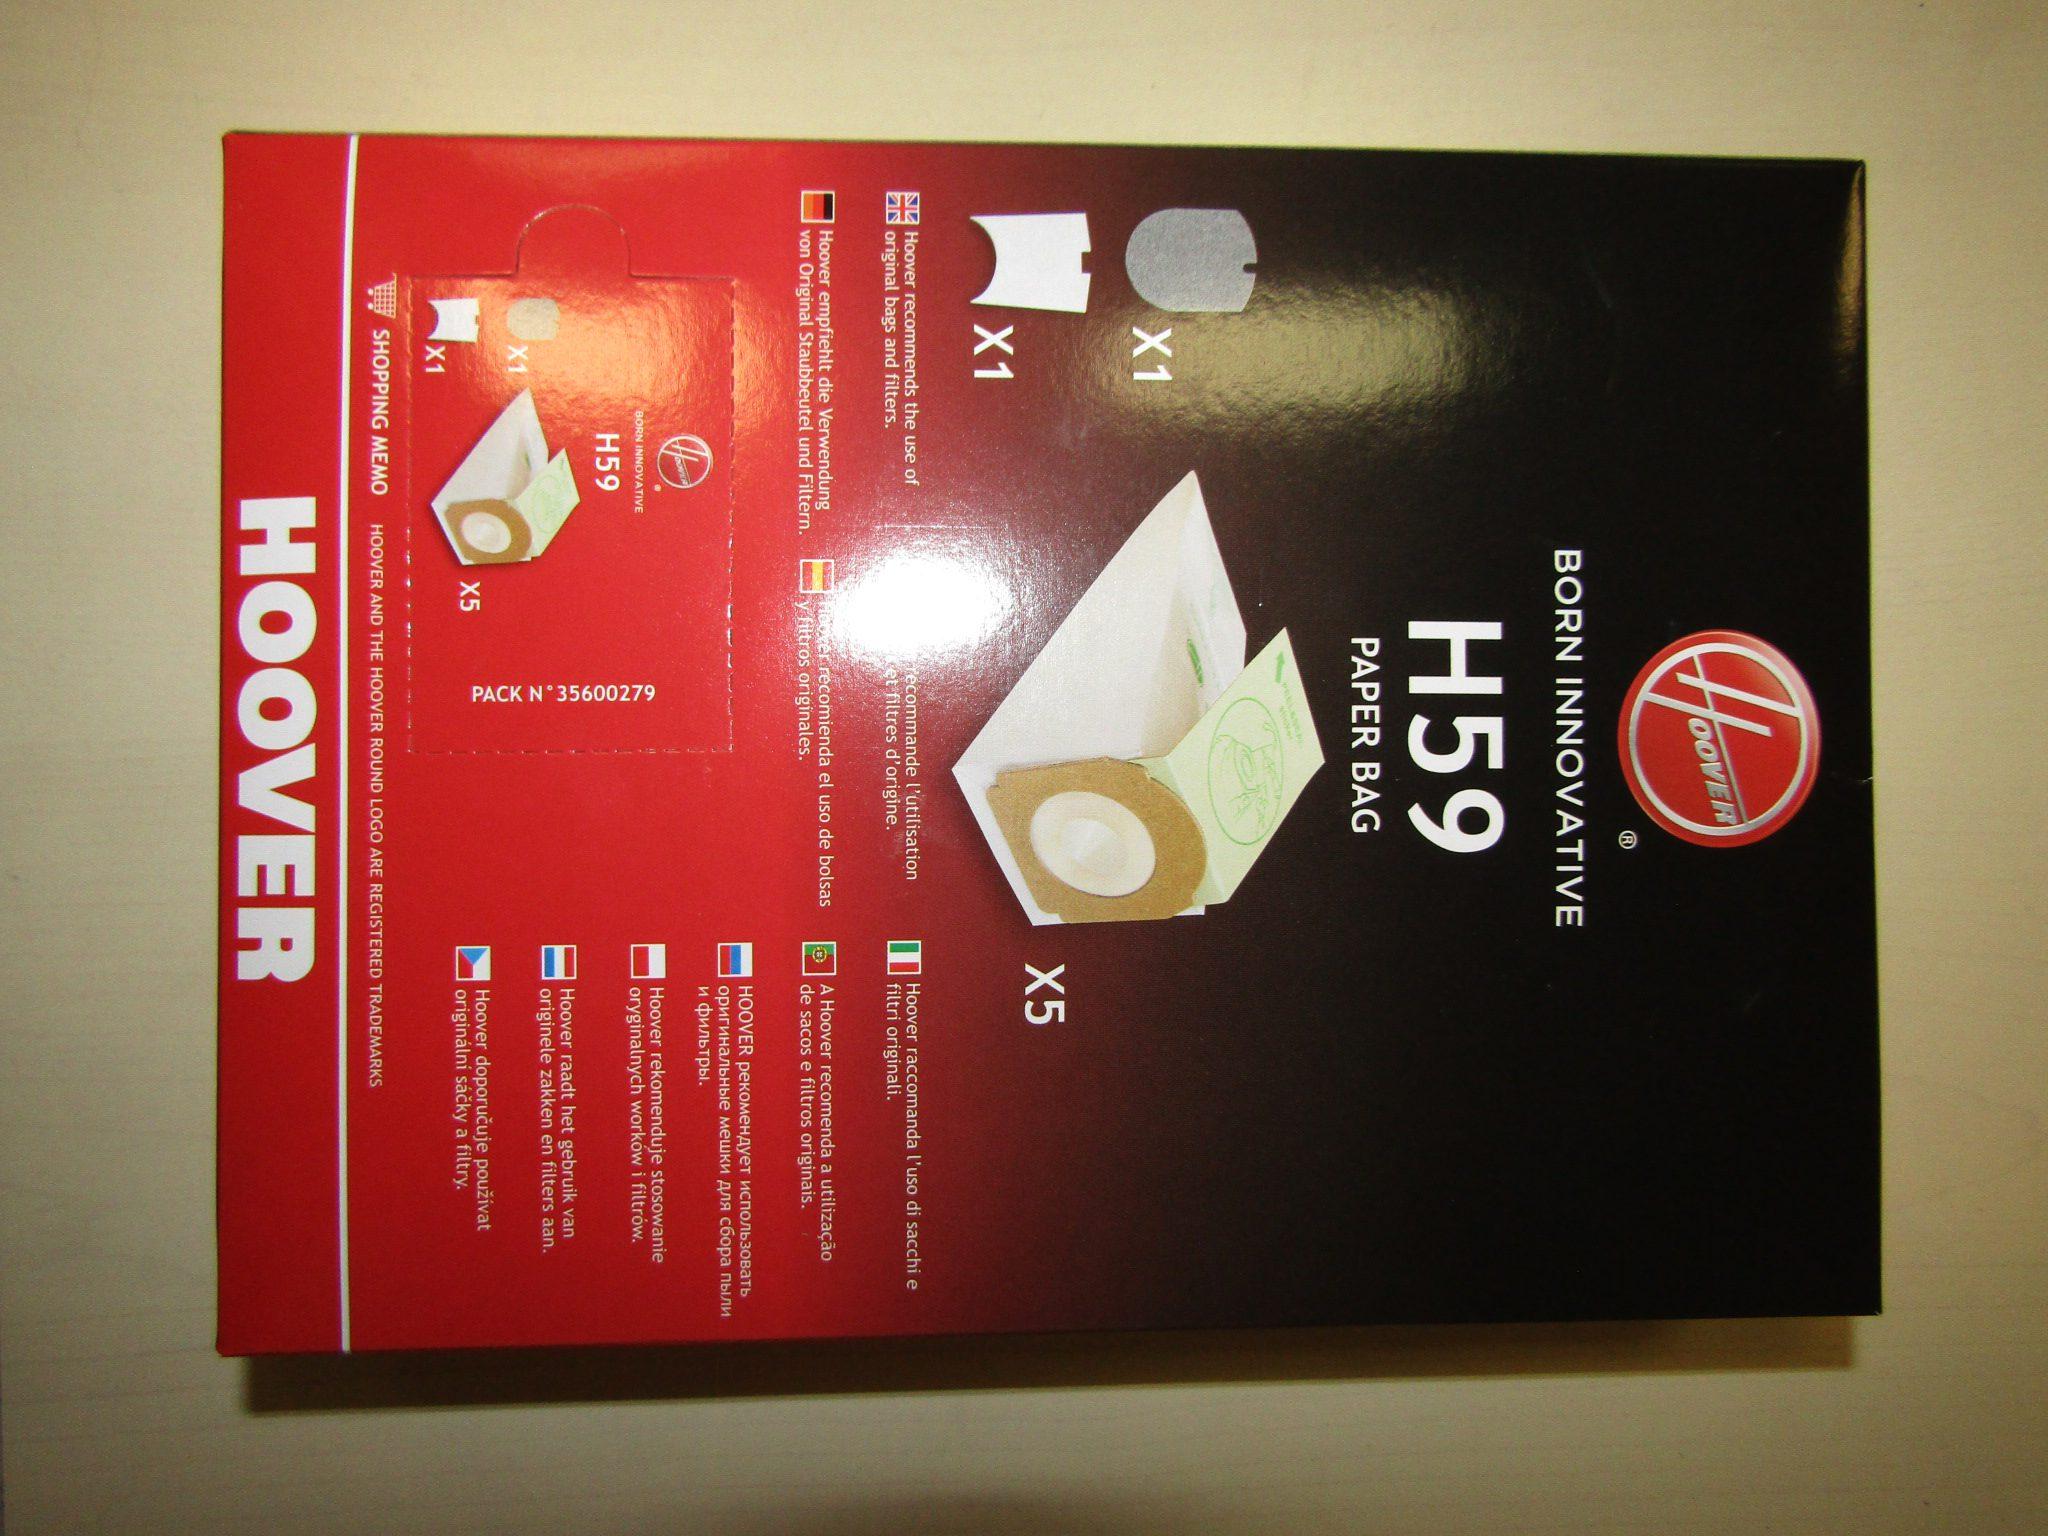 HOOVER
®
BORN INNOVATIVE
H59
PAPER BAG
X1
X1
X5
Hoover recommends the use of
original bags and filters.
recommande l'utilisation
et filtres d'origine.
Hoover raccomanda l'uso di sacchi e
filtri originali.
Hoover empfiehlt die Verwendung
von Original Staubbeutel und Filtern.
Hoover recomienda el uso de bolsas
y filtros originales.
A Hoover recomenda a utilização
de sacos e filtros originais.
HOOVER рекомендует использовать
оригинальные мешки для сбора пыли
и фильтры.
Hoover rekomenduje stosowanie
oryginalnych worków i filtrów.
Hoover raadt het gebruik van
originele zakken en filters aan.
Hoover doporučuje používat
originální sáčky a filtry.
HOOVER
®
BORN INNOVATIVE
H59
X1
X1
X5
PACK N°35600279
SHOPPING MEMO HOOVER AND THE HOOVER ROUND LOGO ARE REGISTERED TRADEMARKS
HOOVER